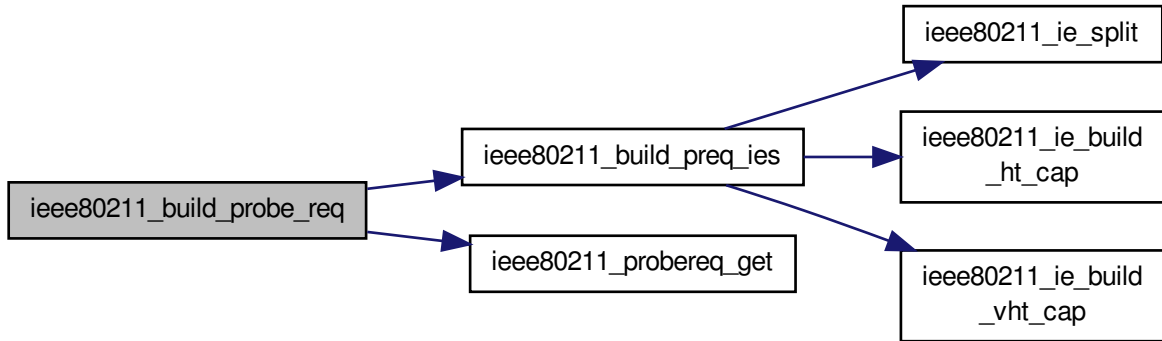 ieee80211_build_probe_req
ieee80211_build_preq_ies
ieee80211_probereq_get
ieee80211_ie_split
ieee80211_ie_build
_ht_cap
ieee80211_ie_build
_vht_cap